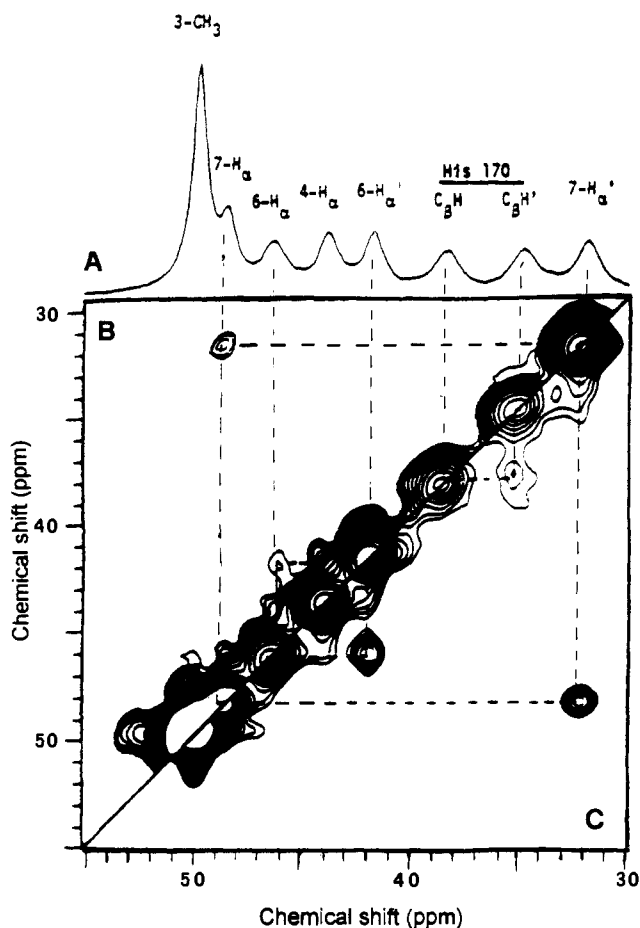 3-CH3
7-Hα
6-Hα
4-Hα
6-Hα'
His 170
CβH
CβH'
7-Hα'
A
B
30
40
50
Chemical shift (ppm)
C
50
40
30
Chemical shift (ppm)